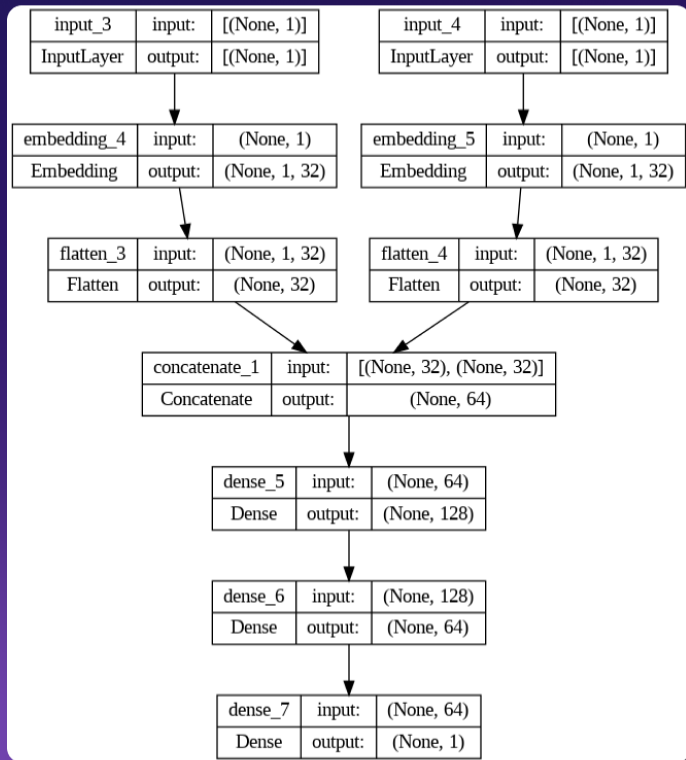 input_3 input: [(None, 1)]
InputLayer output: [(None, 1)]
input_4 input: [(None, 1)]
InputLayer output: [(None, 1)]
embedding_4 input: (None, 1)
Embedding output: (None, 1, 32)
embedding_5 input: (None, 1)
Embedding output: (None, 1, 32)
flatten_3 input: (None, 1, 32)
Flatten output: (None, 32)
flatten_4 input: (None, 1, 32)
Flatten output: (None, 32)
concatenate_1 input: [(None, 32), (None, 32)]
Concatenate output: (None, 64)
dense_5 input: (None, 64)
Dense output: (None, 128)
dense_6 input: (None, 128)
Dense output: (None, 64)
dense_7 input: (None, 64)
Dense output: (None, 1)